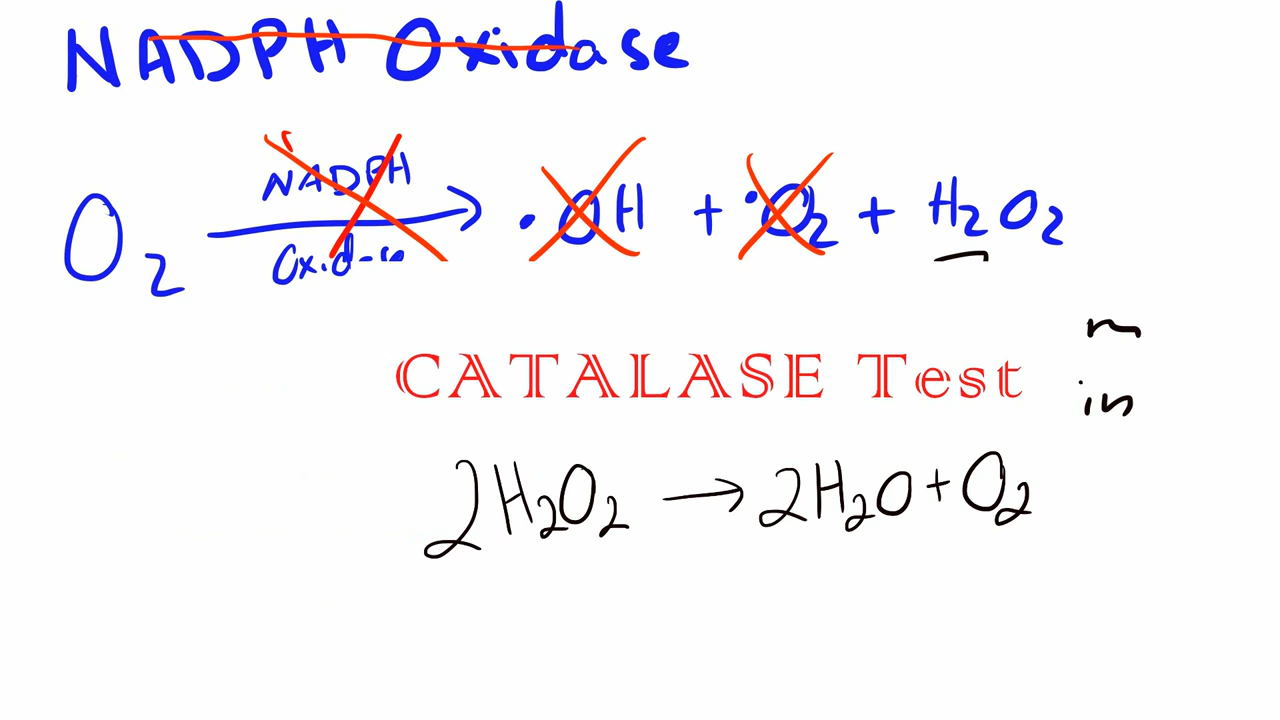 NADPH Oxidase
NADPH
O₂ → ·OH + ·O₂ + H₂O₂
CATALASE Test
in
2H₂O₂ → 2H₂O + O₂